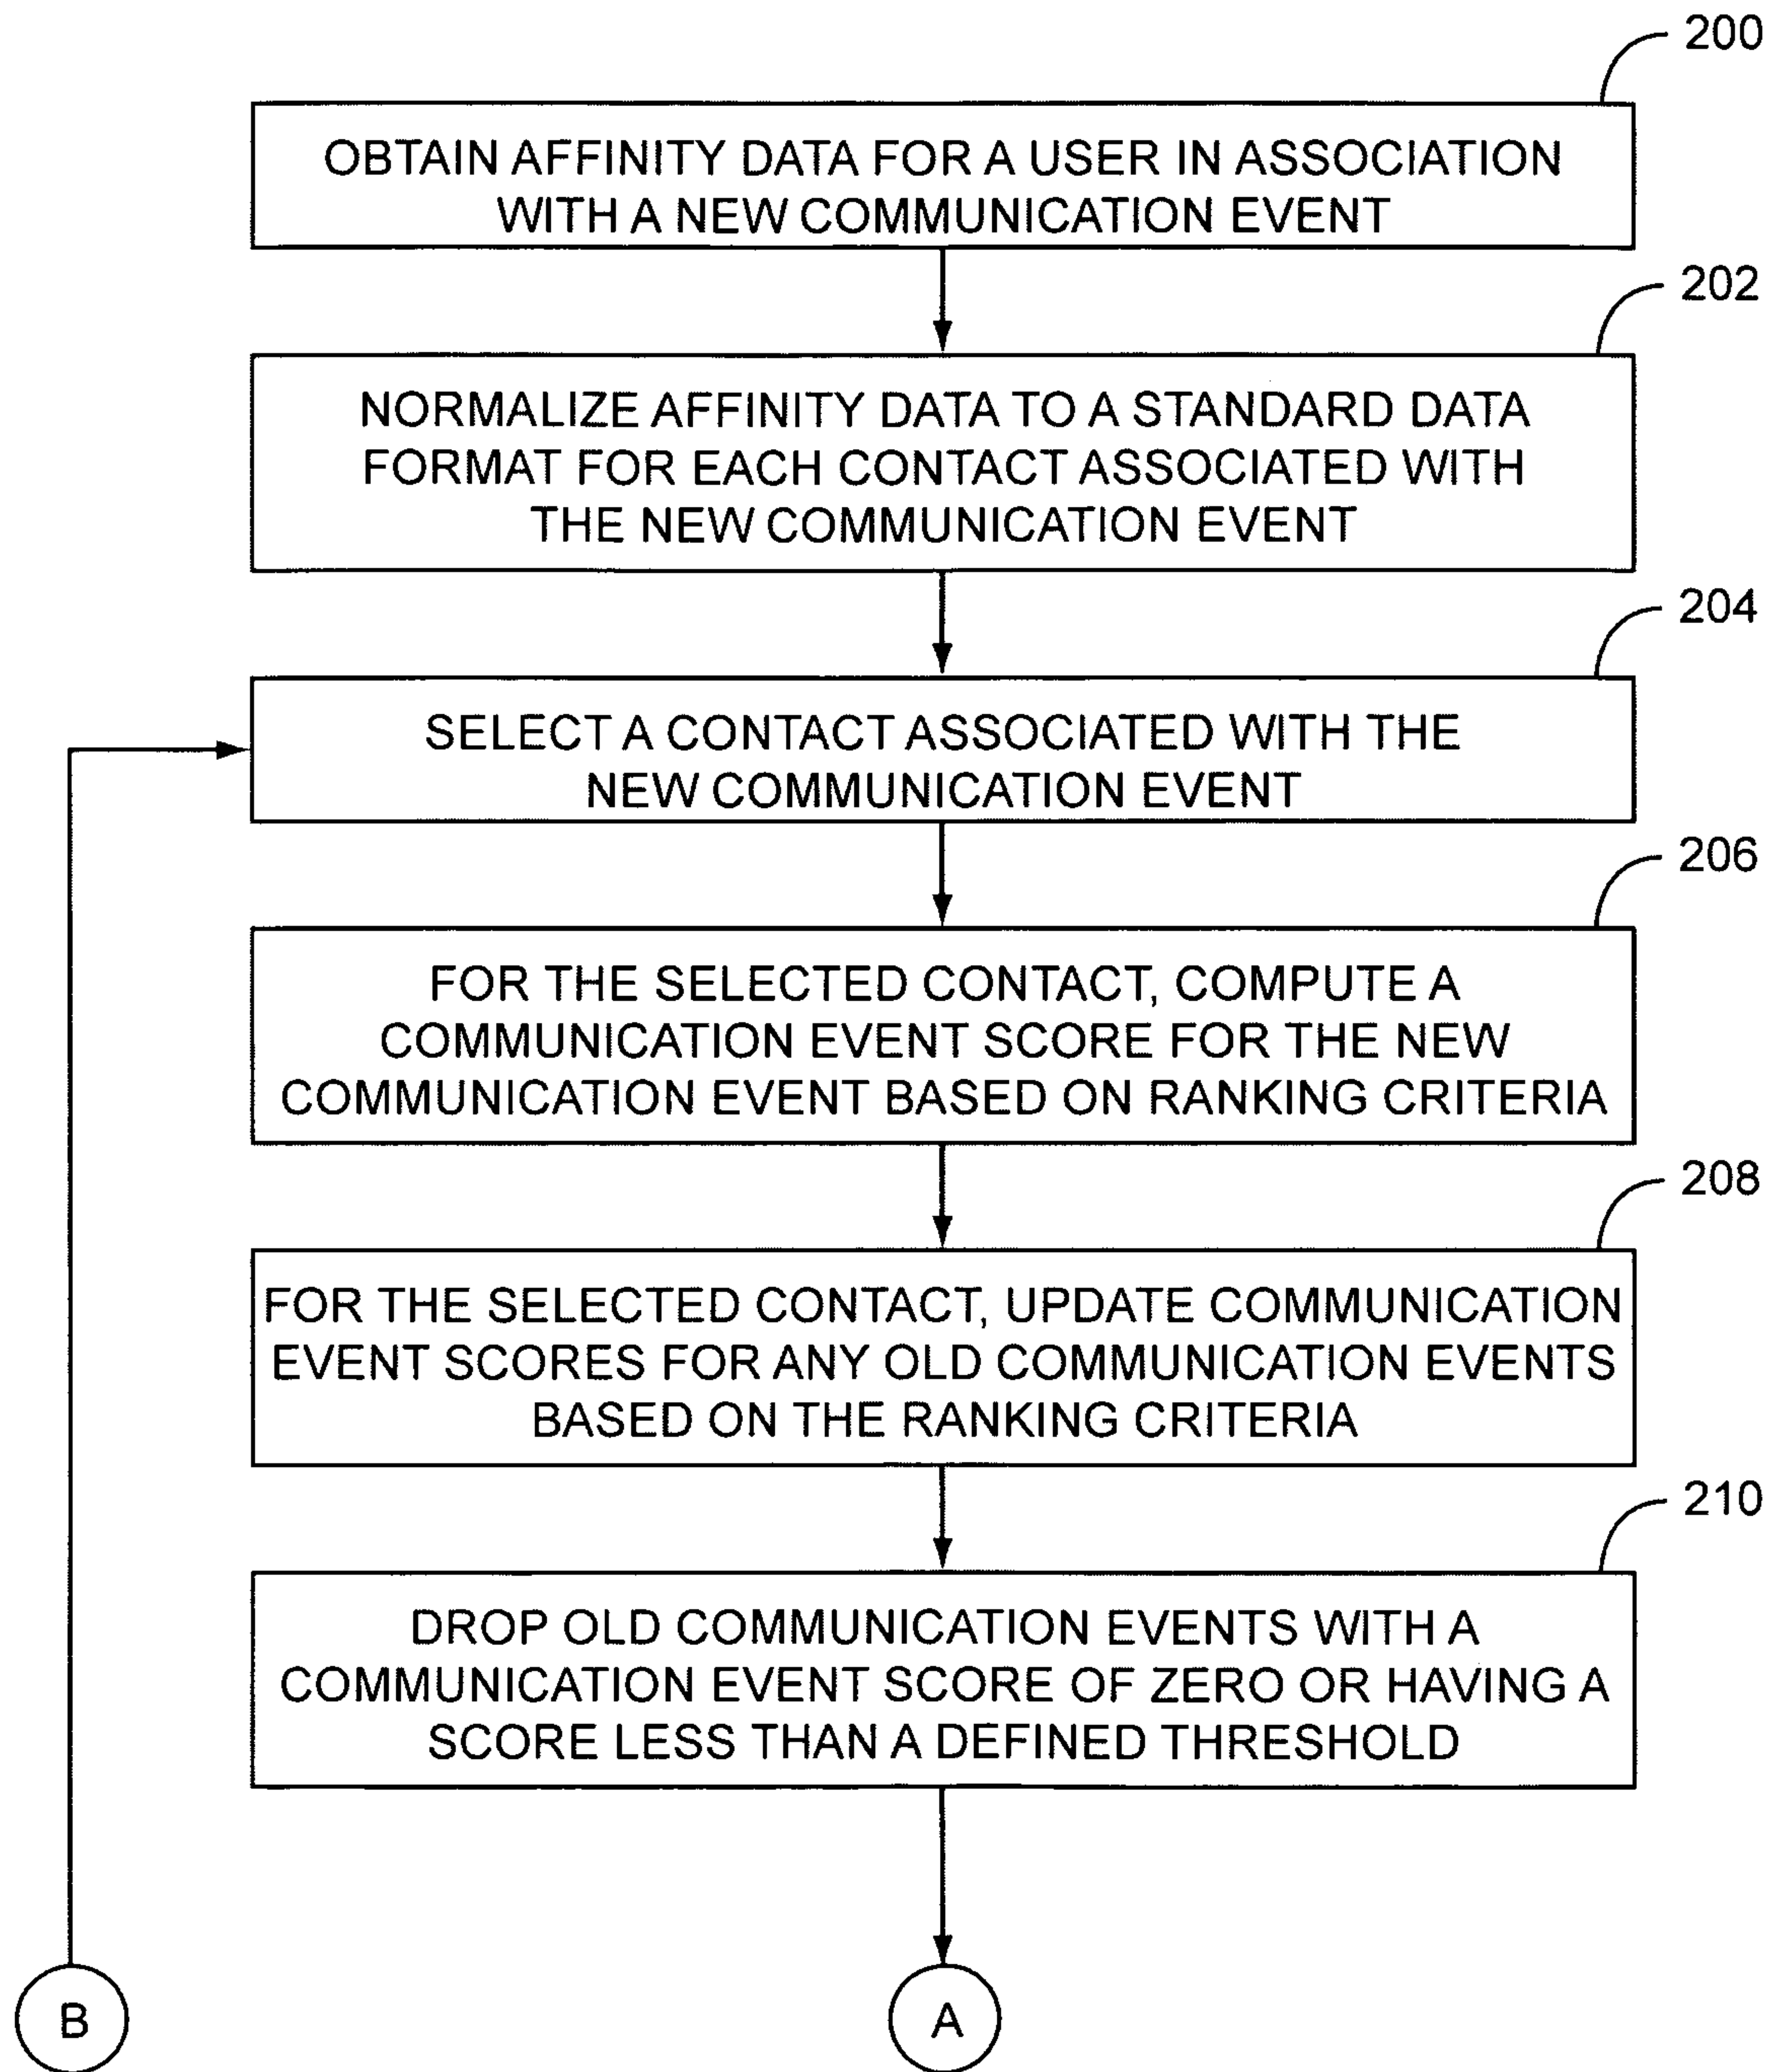 200
OBTAIN AFFINITY DATA FOR A USER IN ASSOCIATION
WITH A NEW COMMUNICATION EVENT
202
NORMALIZE AFFINITY DATA TO A STANDARD DATA
FORMAT FOR EACH CONTACT ASSOCIATED WITH
THE NEW COMMUNICATION EVENT
204
SELECT A CONTACT ASSOCIATED WITH THE
NEW COMMUNICATION EVENT
206
FOR THE SELECTED CONTACT, COMPUTE A
COMMUNICATION EVENT SCORE FOR THE NEW
COMMUNICATION EVENT BASED ON RANKING CRITERIA
208
FOR THE SELECTED CONTACT, UPDATE COMMUNICATION
EVENT SCORES FOR ANY OLD COMMUNICATION EVENTS
BASED ON THE RANKING CRITERIA
210
DROP OLD COMMUNICATION EVENTS WITH A
COMMUNICATION EVENT SCORE OF ZERO OR HAVING A
SCORE LESS THAN A DEFINED THRESHOLD
B
A